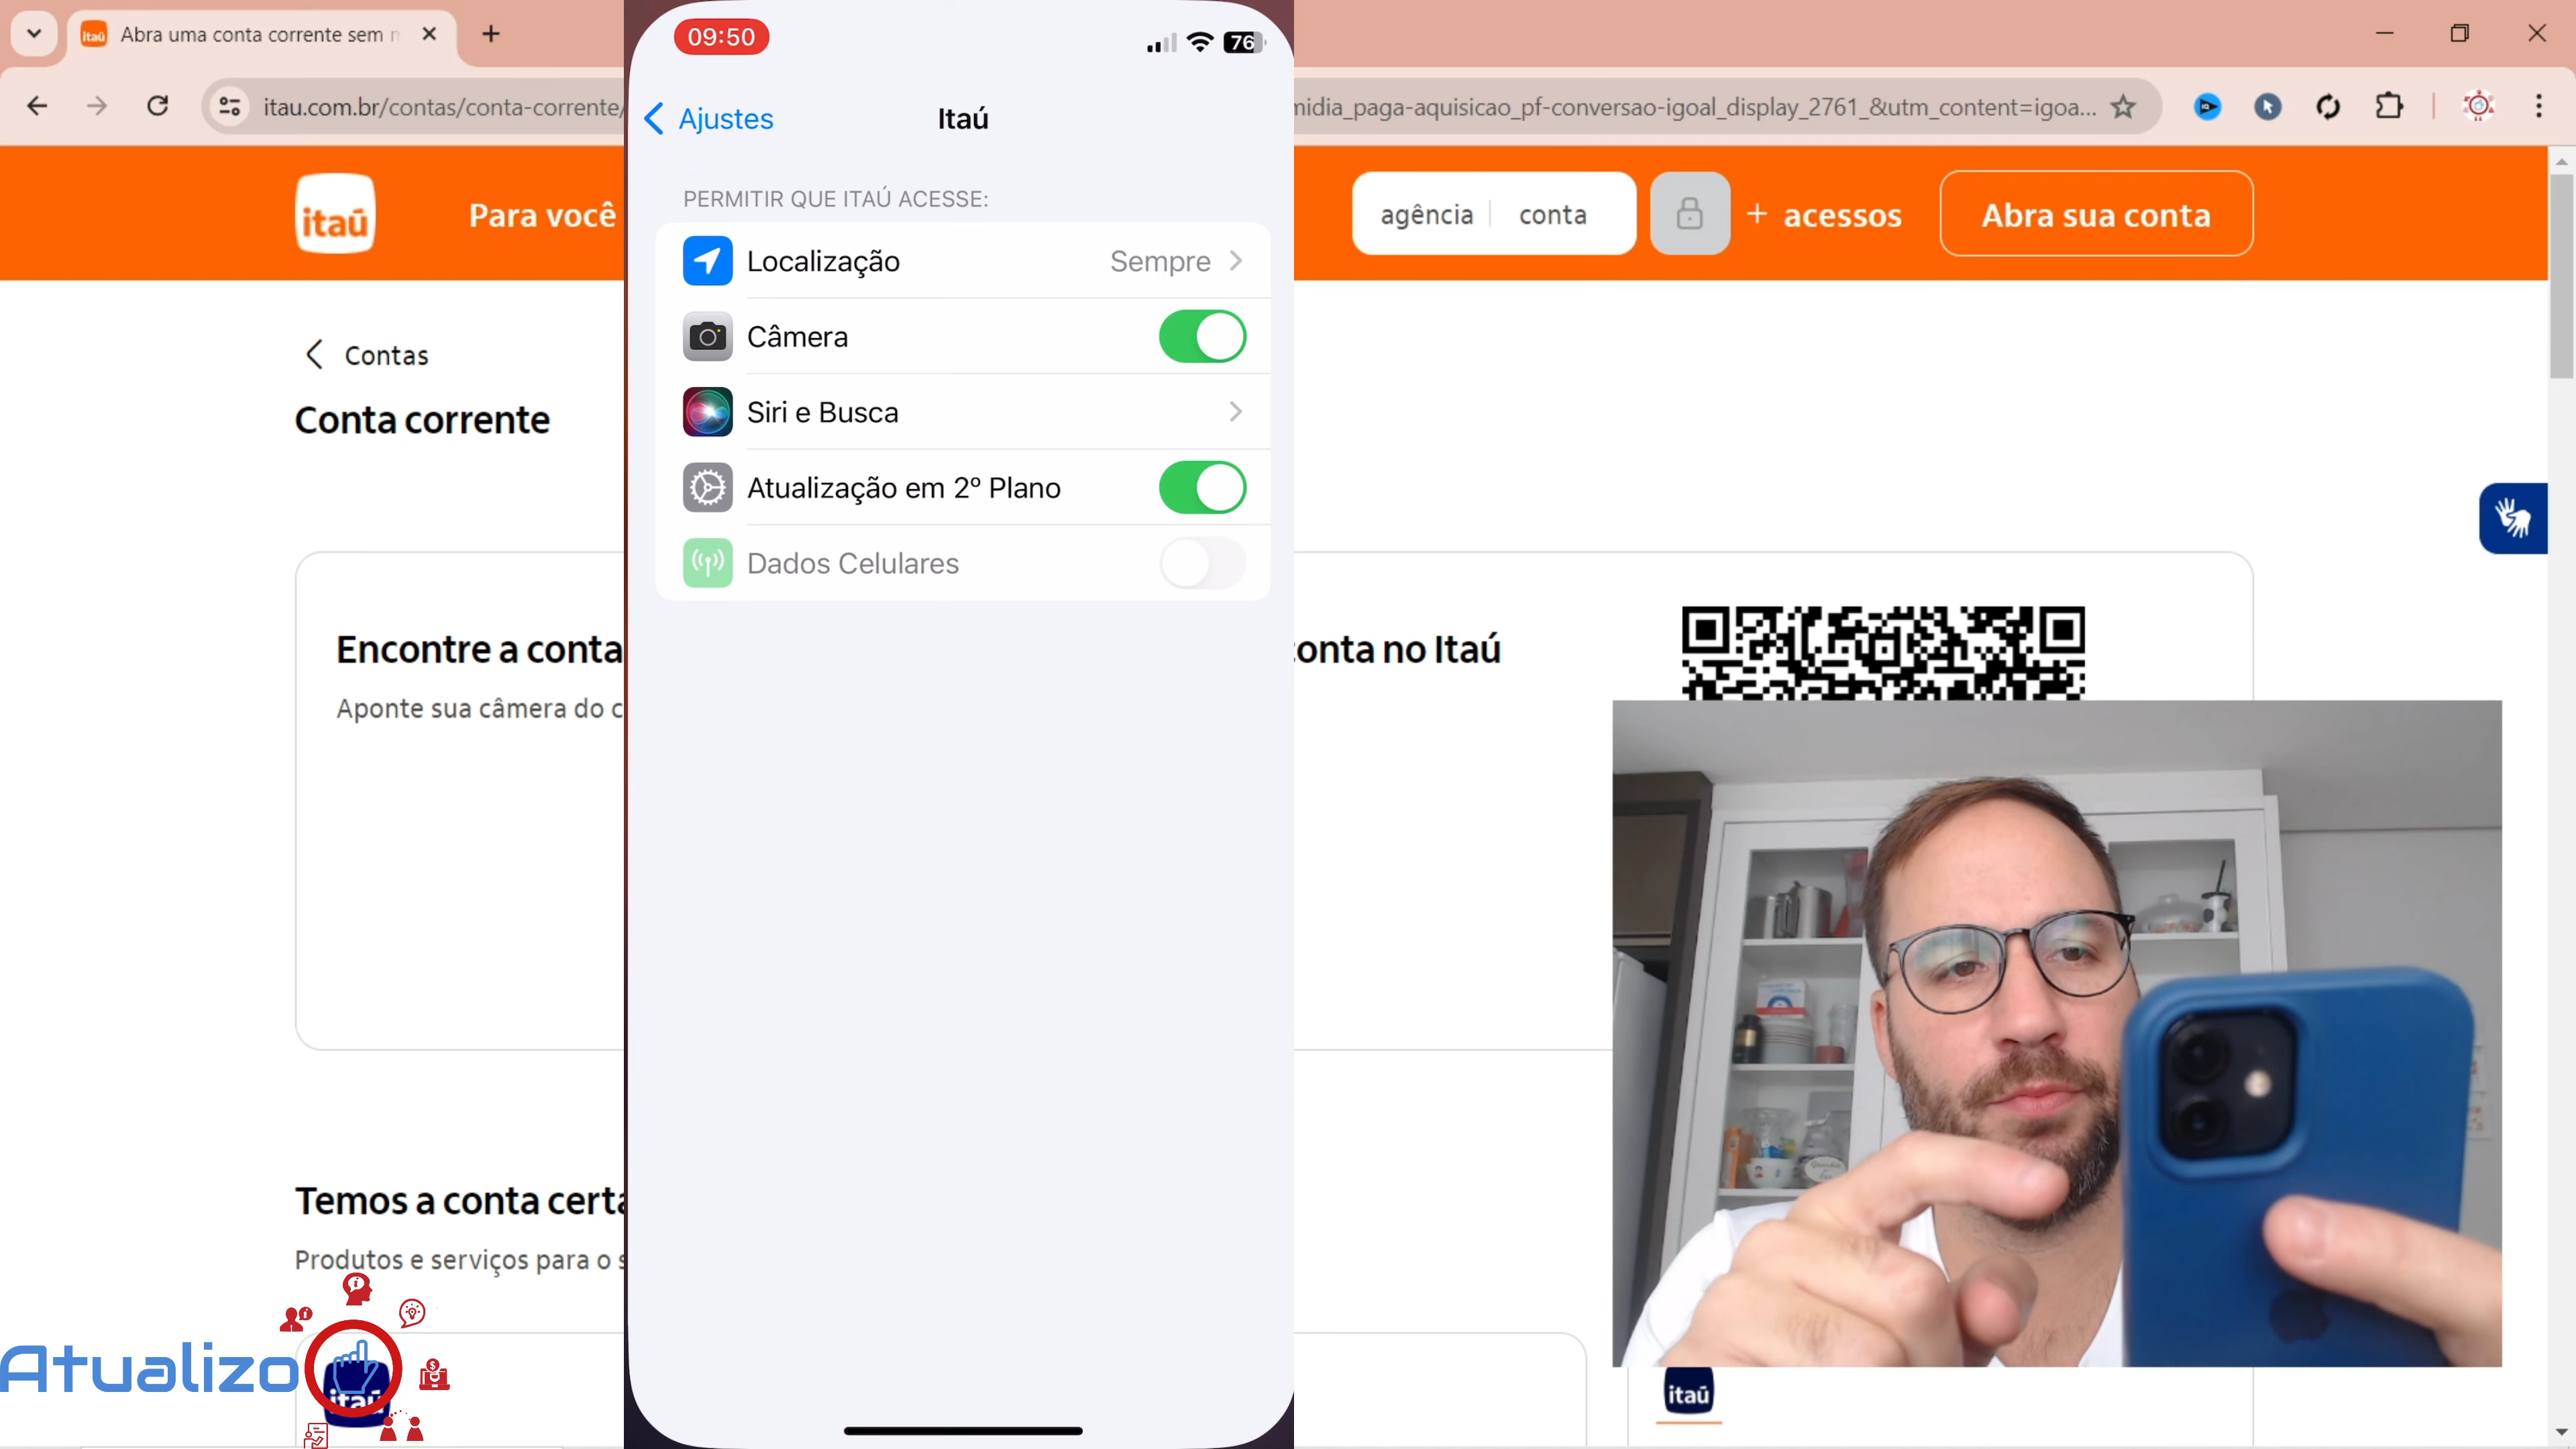 itaú Abra uma conta corrente sem
itau.com.br/contas/conta-corrente/
midia_paga-aquisicao_pf-conversao-igoal_display_2761_&utm_content=igoa...
itaú
Para você
agência conta
+ acessos
Abra sua conta
09:50
76
Ajustes
Itaú
PERMITIR QUE ITAÚ ACESSE:
Localização Sempre
Câmera
Siri e Busca
Atualização em 2º Plano
Dados Celulares
Contas
Conta corrente
Encontre a conta
conta no Itaú
Aponte sua câmera do c
Temos a conta certa
Produtos e serviços para o s
Atualizo
itaú
itaú